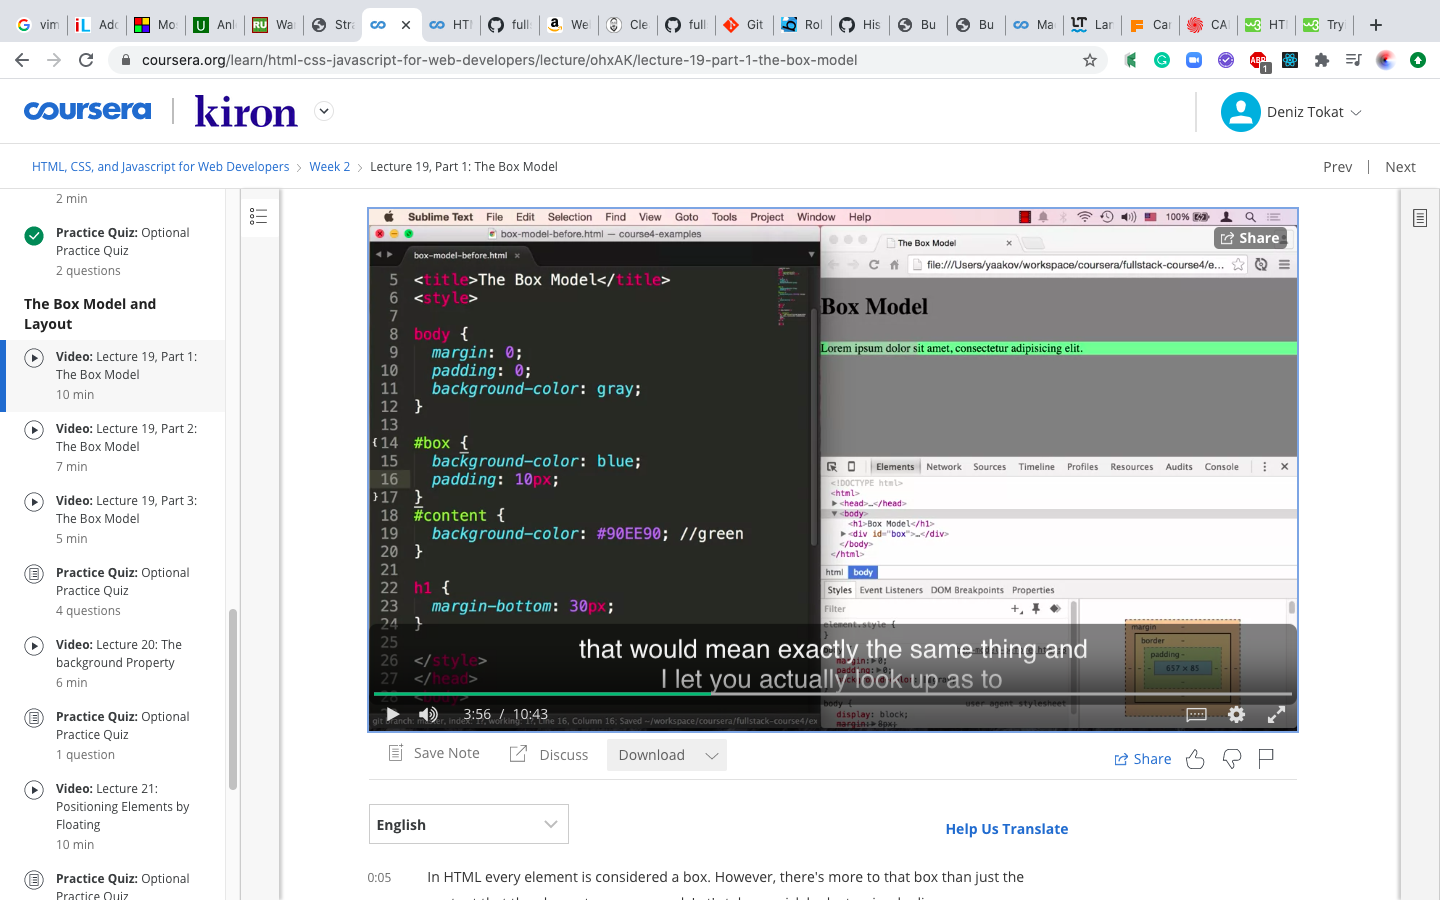 vim
Adc
Mo
Anl
Wai
Stra
HTM
full
We
Cle
full
Git
Rol
His
Bu
Bu
Ma
Lar
Car
CA
HTI
Try
coursera.org/learn/html-css-javascript-for-web-developers/lecture/ohxAK/lecture-19-part-1-the-box-model
coursera
kiron
Deniz Tokat
HTML, CSS, and Javascript for Web Developers
Week 2
Lecture 19, Part 1: The Box Model
Prev
Next
2 min
Practice Quiz: Optional
Practice Quiz
2 questions
The Box Model and
Layout
Video: Lecture 19, Part 1:
The Box Model
10 min
Video: Lecture 19, Part 2:
The Box Model
7 min
Video: Lecture 19, Part 3:
The Box Model
5 min
Practice Quiz: Optional
Practice Quiz
4 questions
Video: Lecture 20: The
background Property
6 min
Practice Quiz: Optional
Practice Quiz
1 question
Video: Lecture 21:
Positioning Elements by
Floating
10 min
Practice Quiz: Optional
Practice Quiz
Sublime Text File Edit Selection Find View Goto Tools Project Window Help
100%
box-model-before.html — course4-examples
box-model-before.html
5 <title>The Box Model</title>
6 <style>
7
8 body {
9 margin: 0;
10 padding: 0;
11 background-color: gray;
12 }
13
14 #box {
15 background-color: blue;
16 padding: 10px;
17 }
18 #content {
19 background-color: #90EE90; //green
20 }
21
22 h1 {
23 margin-bottom: 30px;
24 }
25
26 </style>
27 </head>
28 <body>
The Box Model
Share
file:///Users/yaakov/workspace/coursera/fullstack-course4/e...
Box Model
Lorem ipsum dolor sit amet, consectetur adipisicing elit.
Elements Network Sources Timeline Profiles Resources Audits Console
<!DOCTYPE html>
<html>
<head>…</head>
<body>
<h1>Box Model</h1>
<div id="box">…</div>
</body>
</html>
html body
Styles Event Listeners DOM Breakpoints Properties
Filter
element.style {
}
margin: 0;
padding: 0;
body {
user agent stylesheet
display: block;
margin: 8px;
margin
border
padding
657 × 85
that would mean exactly the same thing and
I let you actually look up as to
3:56 / 10:43
git branch: master, index: 17, working: 17, Line 16, Column 16; Saved ~/workspace/coursera/fullstack-course4/ex
Save Note
Discuss
Download
Share
English
Help Us Translate
0:05
In HTML every element is considered a box. However, there's more to that box than just the